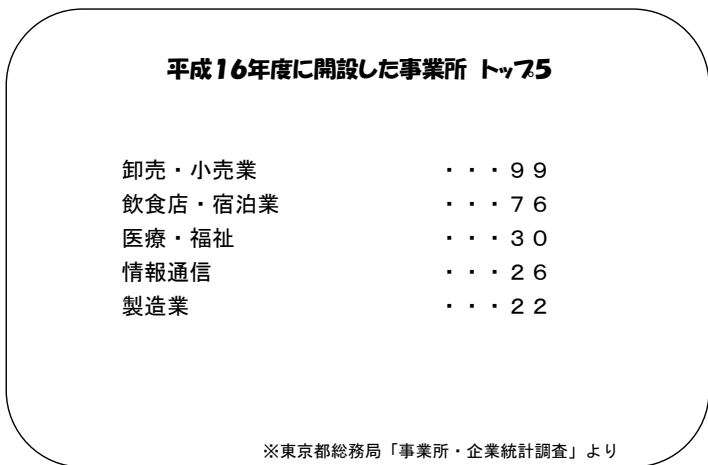 平成16年度に開設した事業所 トップ5
卸売・小売業 ・・・99
飲食店・宿泊業 ・・・76
医療・福祉 ・・・30
情報通信 ・・・26
製造業 ・・・22
※東京都総務局「事業所・企業統計調査」より